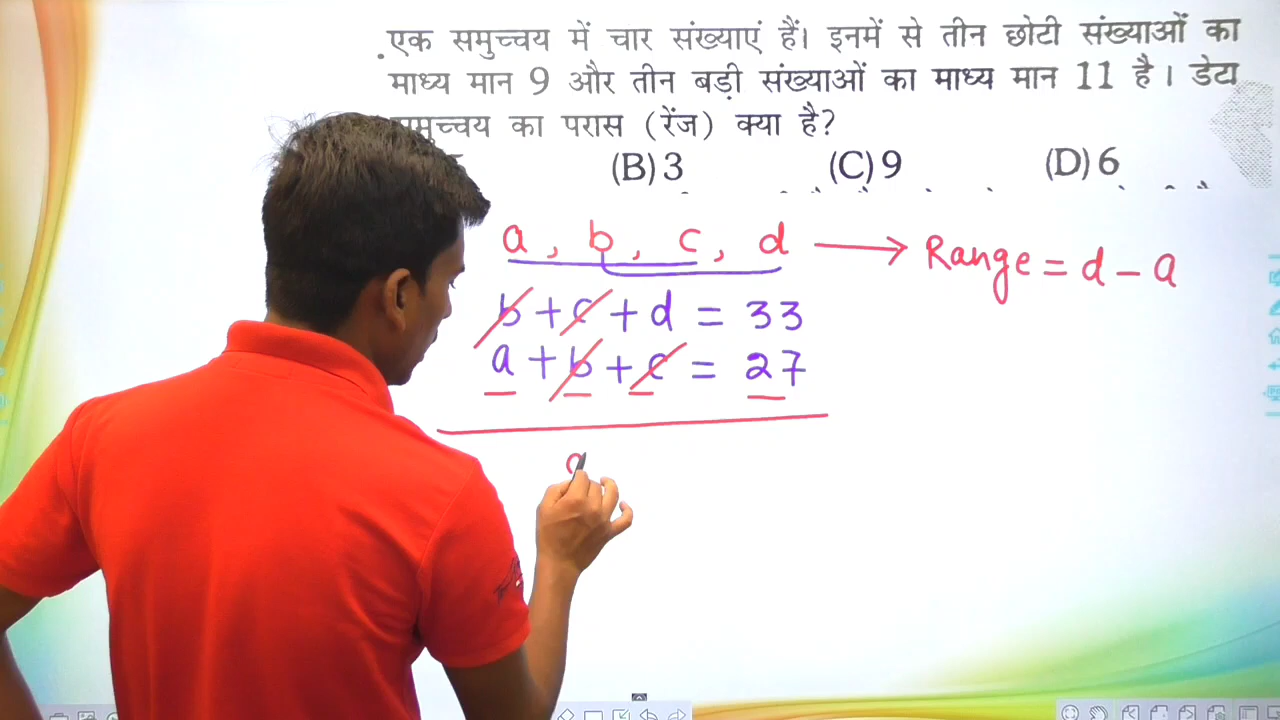 एक समुच्चय में चार संख्याएं हैं। इनमें से तीन छोटी संख्याओं का
माध्य मान 9 और तीन बड़ी संख्याओं का माध्य मान 11 है। डेटा
समुच्चय का परास (रेंज) क्या है?
(B) 3 (C) 9 (D) 6
a , b , c , d → Range = d - a
b + c + d = 33
a + b + c = 27